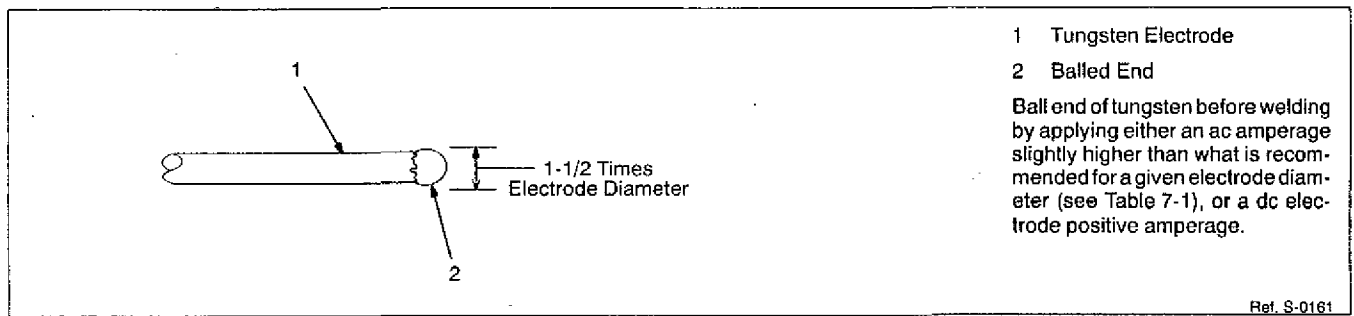 1
1-1/2 Times
Electrode Diameter
2
1 Tungsten Electrode
2 Balled End
Ball end of tungsten before welding
by applying either an ac amperage
slightly higher than what is recom-
mended for a given electrode diam-
eter (see Table 7-1), or a dc elec-
trode positive amperage.
Ref. S-0161